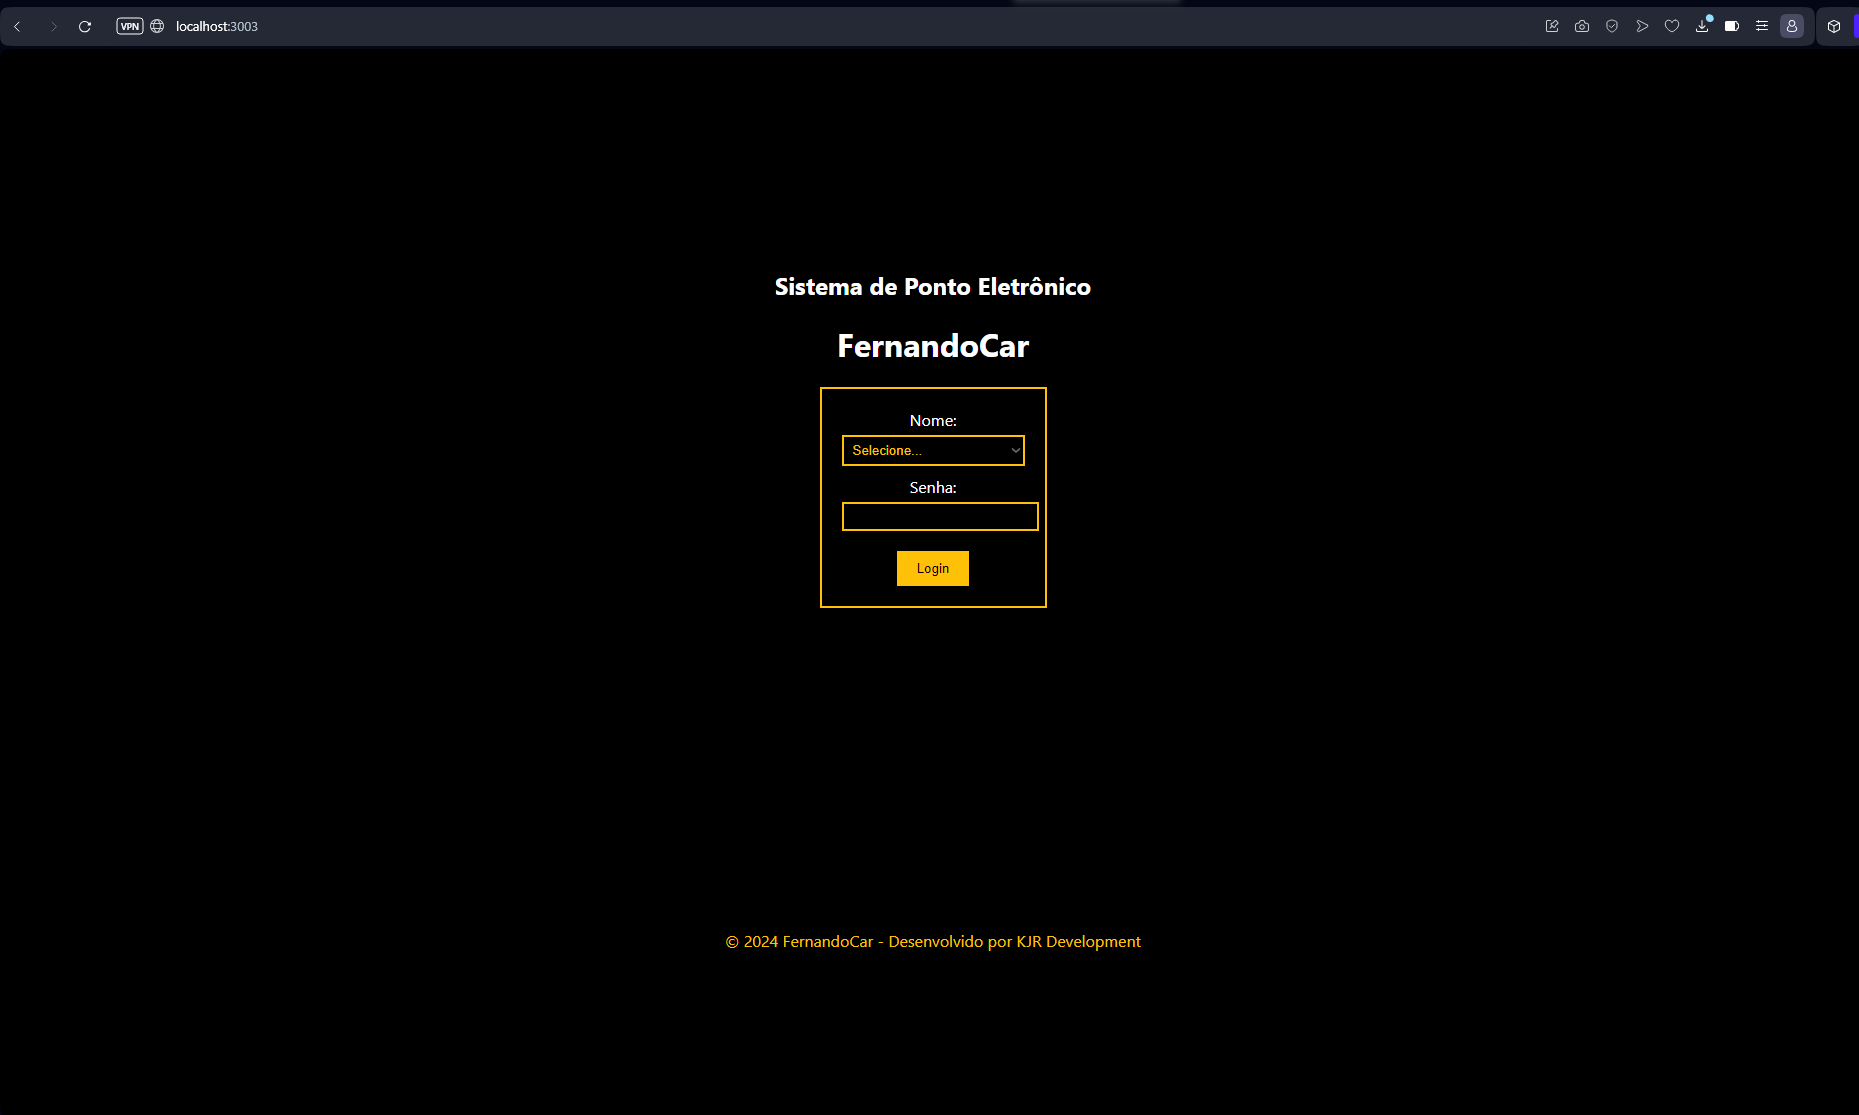 VPN localhost:3003
Sistema de Ponto Eletrônico
FernandoCar
Nome:
Selecione...
Senha:
Login
© 2024 FernandoCar - Desenvolvido por KJR Development